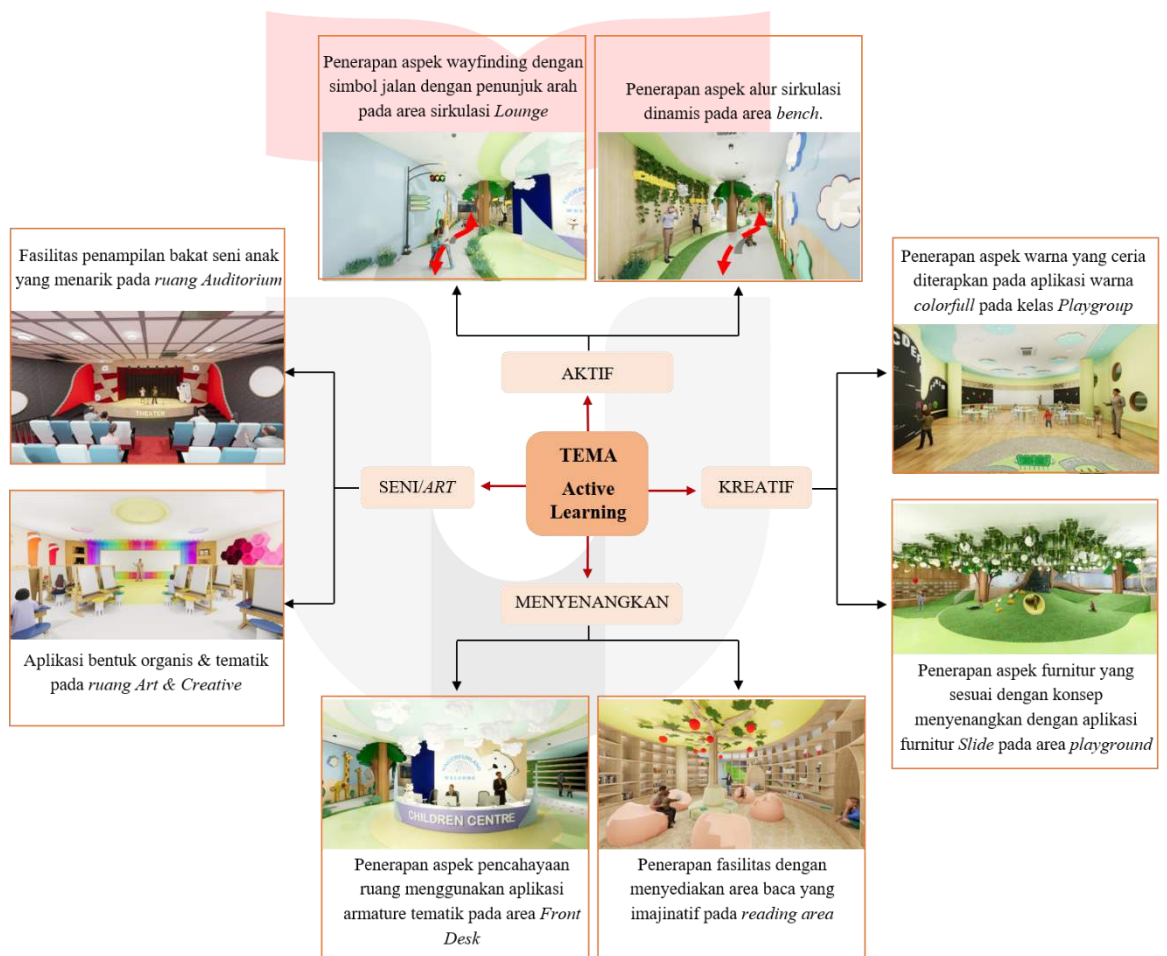 Penerapan aspek wayfinding dengan
simbol jalan dengan penunjuk arah
pada area sirkulasi Lounge
Penerapan aspek alur sirkulasi
dinamis pada area bench.
Fasilitas penampilan bakat seni anak
yang menarik pada ruang Auditorium
THEATER
Penerapan aspek warna yang ceria
diterapkan pada aplikasi warna
colorfull pada kelas Playgroup
AKTIF
TEMA
Active
Learning
SENI/ART
KREATIF
MENYENANGKAN
Aplikasi bentuk organis & tematik
pada ruang Art & Creative
Penerapan aspek furnitur yang
sesuai dengan konsep
menyenangkan dengan aplikasi
furnitur Slide pada area playground
WELCOME
CHILDREN CENTRE
Penerapan aspek pencahayaan
ruang menggunakan aplikasi
armature tematik pada area Front
Desk
Penerapan fasilitas dengan
menyediakan area baca yang
imajinatif pada reading area